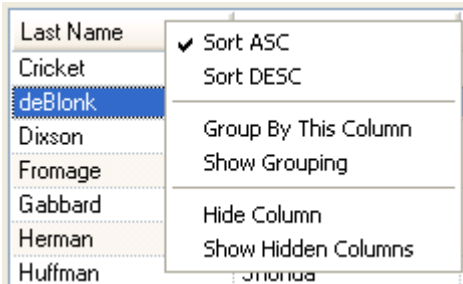 Last Name
Cricket
deBlonk
Dixson
Fromage
Gabbard
Herman
Huffman
Sort ASC
Sort DESC
Group By This Column
Show Grouping
Hide Column
Show Hidden Columns